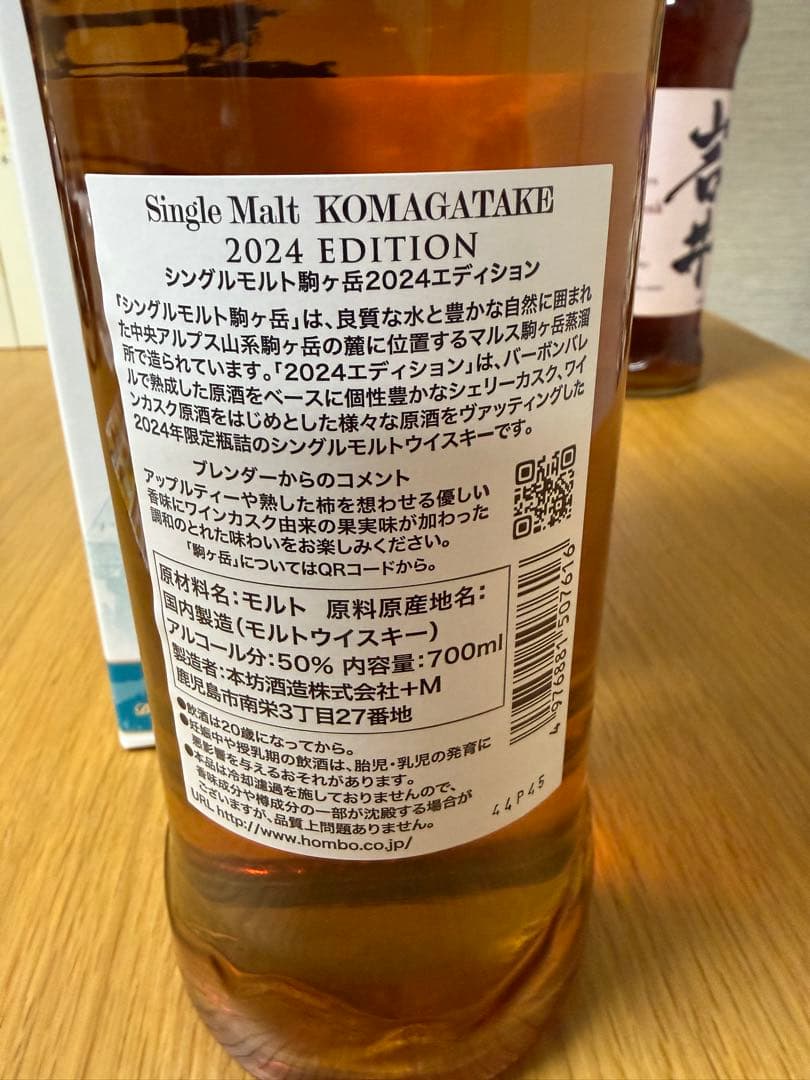 Single Malt KOMAGATAKE
2024 EDITION
シングルモルト駒ヶ岳2024エディション
「シングルモルト駒ヶ岳」は、良質な水と豊かな自然に囲まれ
た中央アルプス山系駒ヶ岳の麓に位置するマルス駒ヶ岳蒸溜
所で造られています。「2024エディション」は、バーボンバレ
ルで熟成した原酒をベースに個性豊かなシェリーカスク、ワイ
ンカスク原酒をはじめとした様々な原酒をヴァッティングした
2024年限定瓶詰のシングルモルトウイスキーです。
ブレンダーからのコメント
アップルティーや熟した柿を想わせる優しい
香味にワインカスク由来の果実味が加わった
調和のとれた味わいをお楽しみください。
「駒ヶ岳」についてはQRコードから。
原材料名：モルト 原料原産地名：
国内製造（モルトウイスキー）
アルコール分：50% 内容量：700ml
製造者：本坊酒造株式会社+M
鹿児島市南栄3丁目27番地
●飲酒は20歳になってから。
●妊娠中や授乳期の飲酒は、胎児・乳児の発育に
悪影響を与えるおそれがあります。
●本品は冷却濾過を施しておりませんので、
香味成分や樽成分の一部が沈殿する場合が
ございますが、品質上問題ありません。
URL http://www.hombo.co.jp/
4 976881 507616
44P45
岩井